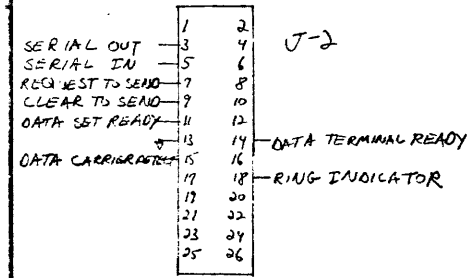 1 2
SERIAL OUT 3 4 J-2
SERIAL IN 5 6
REQUEST TO SEND 7 8
CLEAR TO SEND 9 10
DATA SET READY 11 12
13 14 DATA TERMINAL READY
DATA CARRIER 15 16
17 18 RING INDICATOR
19 20
21 22
23 24
25 26